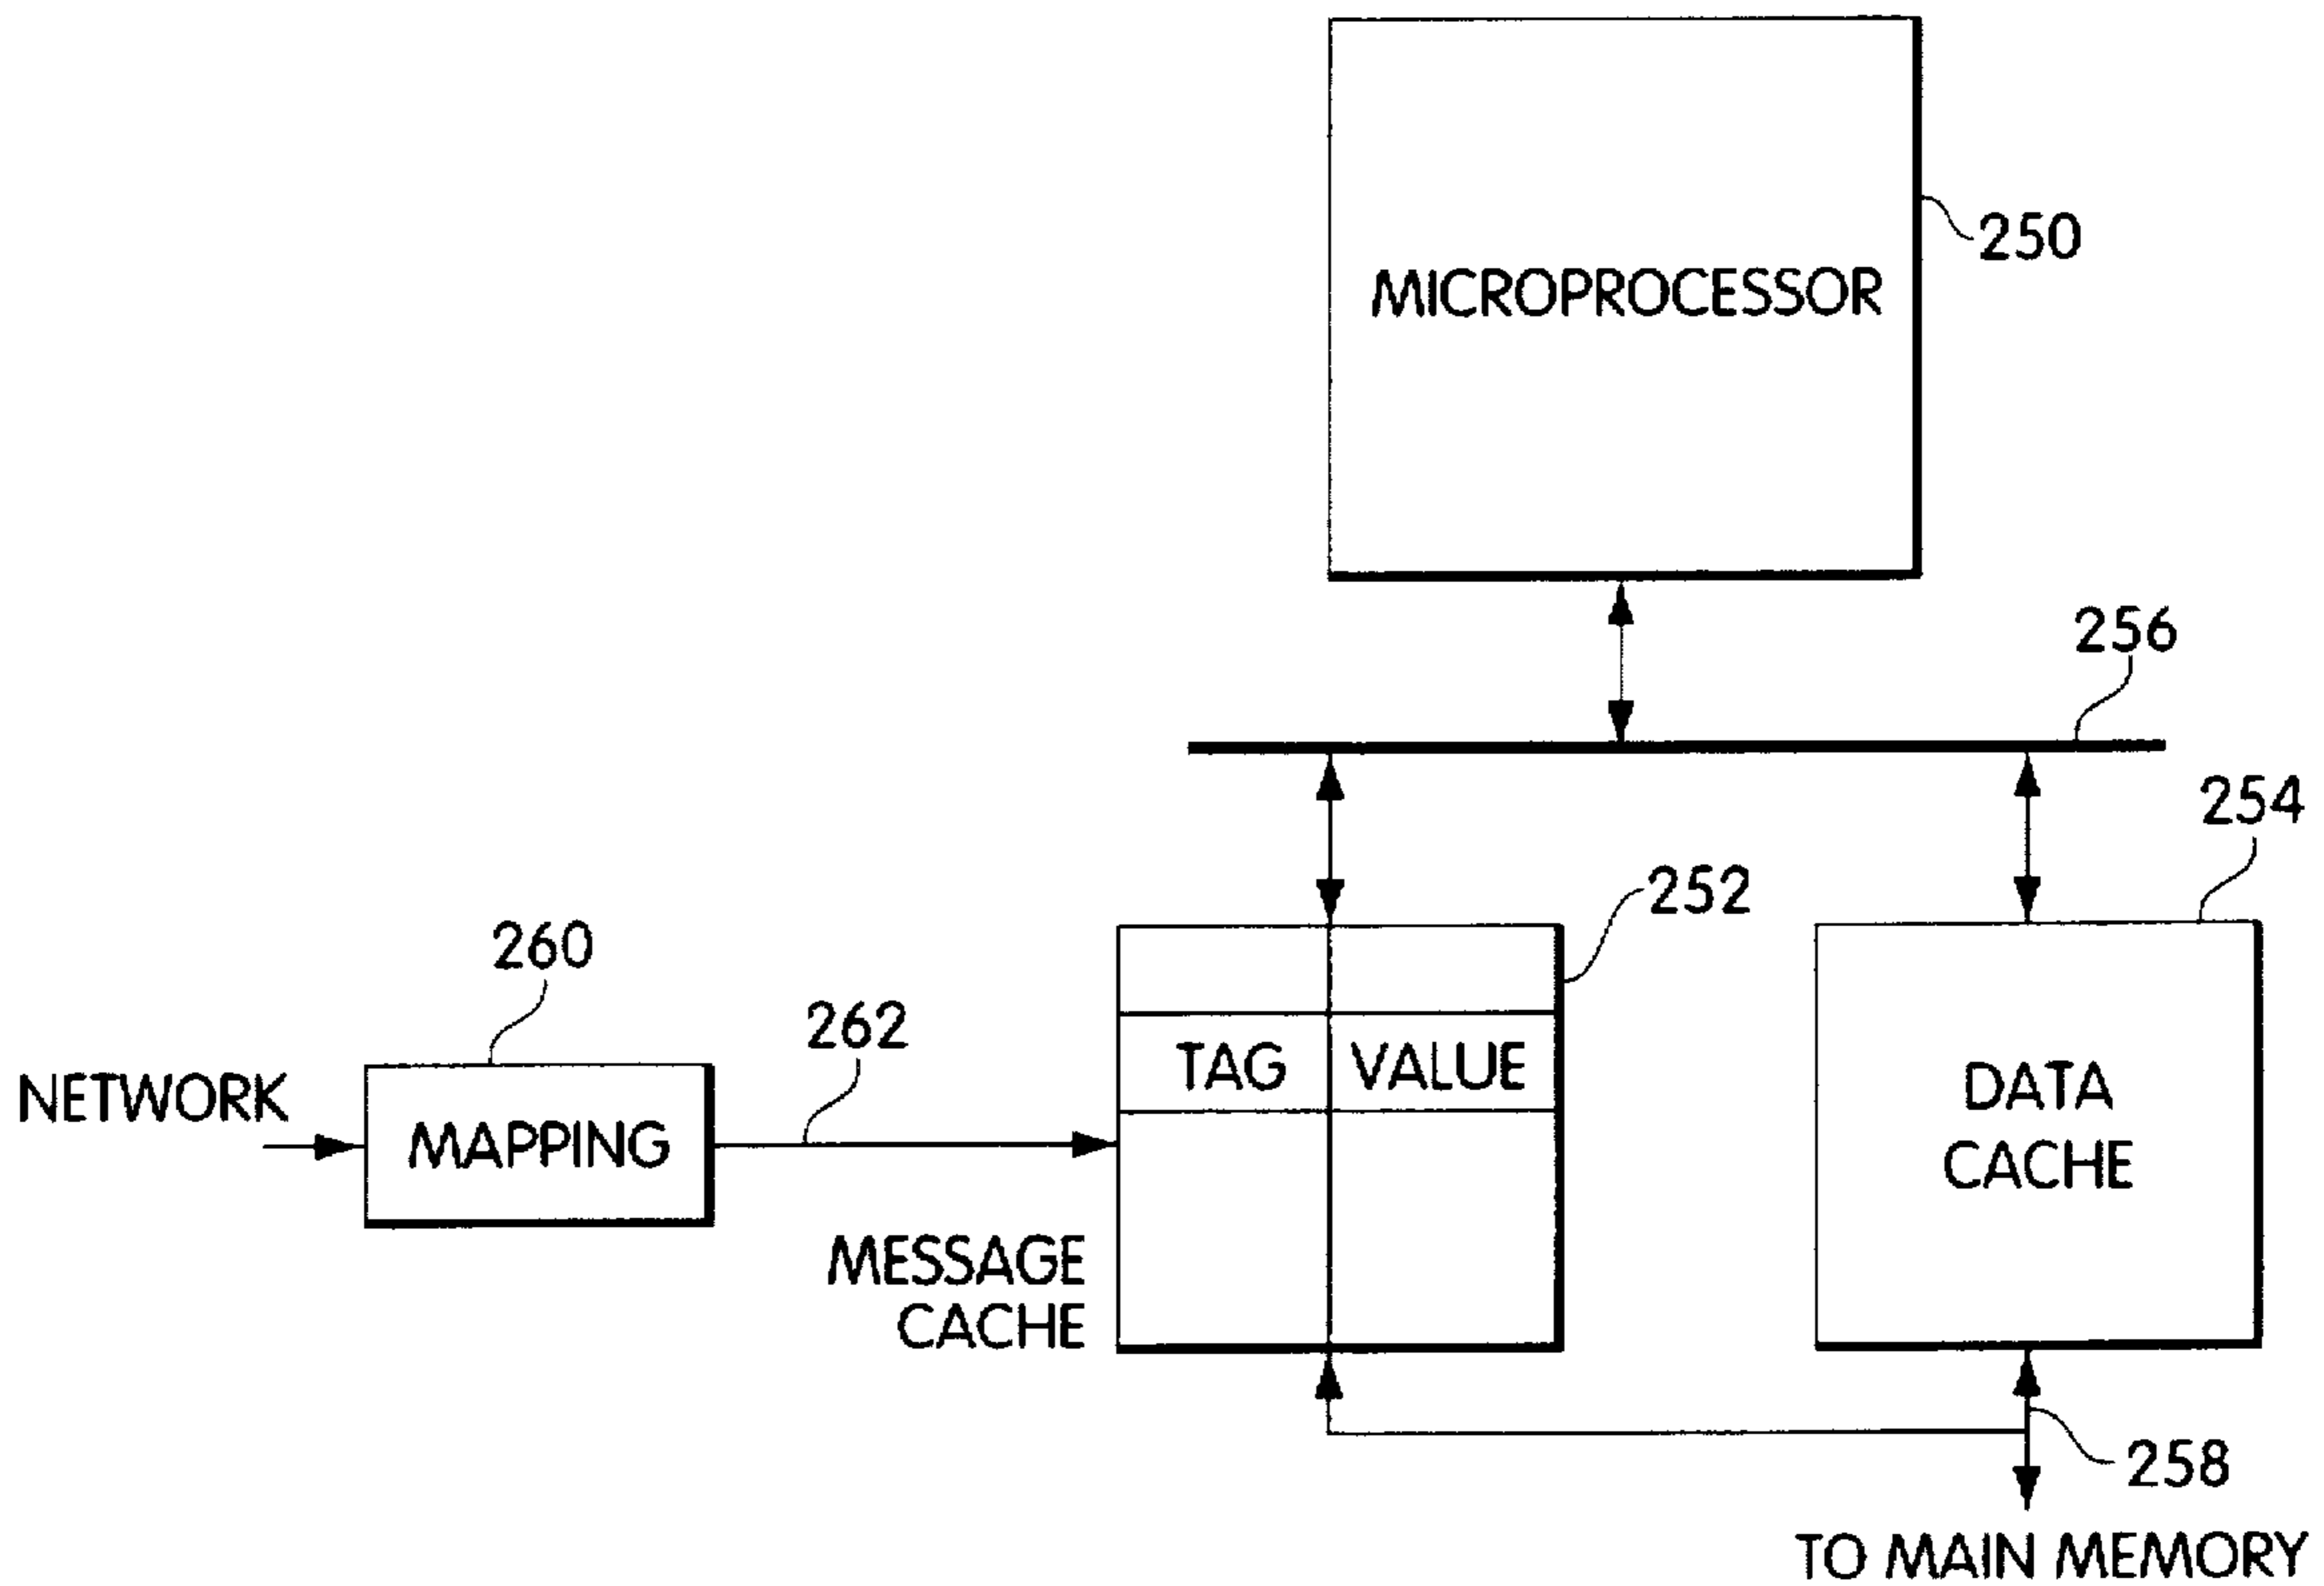 250
MICROPROCESSOR
256
254
252
260
262
NETWORK
TAG
VALUE
MAPPING
DATA
CACHE
MESSAGE
CACHE
258
TO MAIN MEMORY